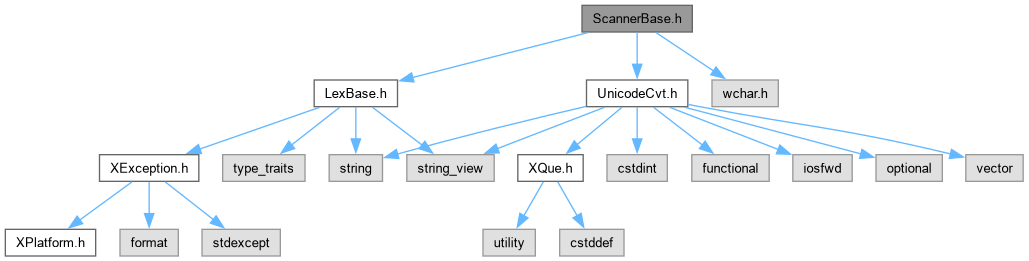 ScannerBase.h
LexBase.h
UnicodeCvt.h
wchar.h
XException.h
type_traits
string
string_view
XQue.h
cstdint
functional
iosfwd
optional
vector
XPlatform.h
format
stdexcept
utility
cstddef